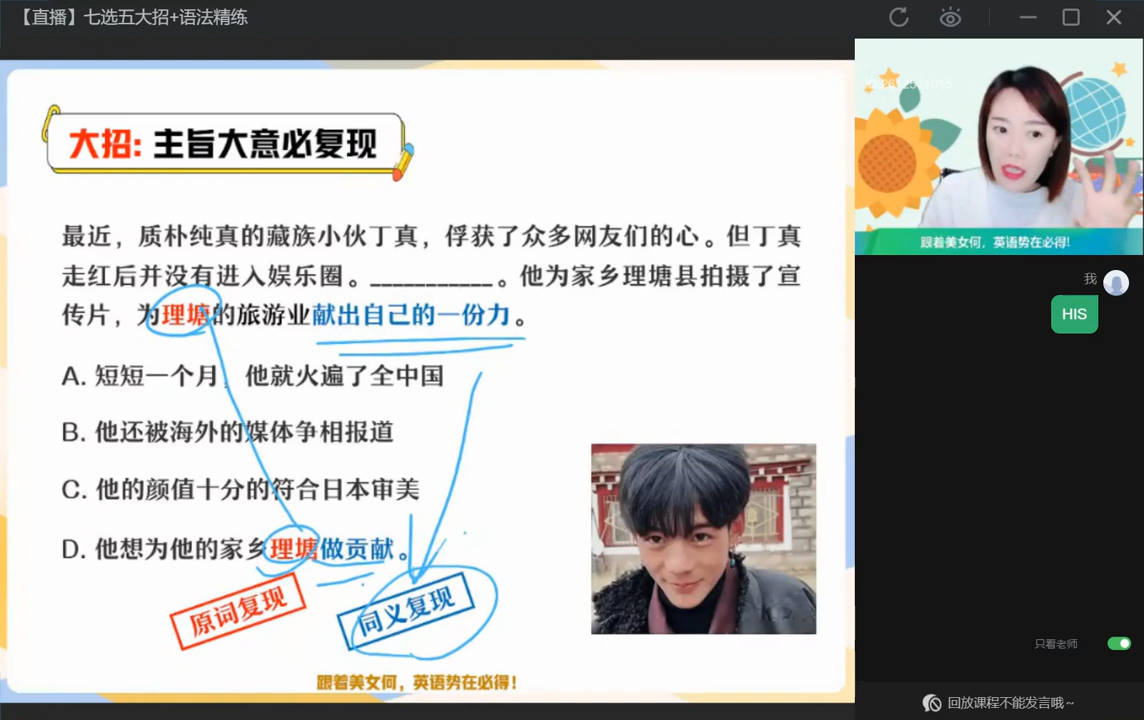 【直播】七选五大招+语法精练
大招: 主旨大意必复现
最近，质朴纯真的藏族小伙丁真，俘获了众多网友们的心。但丁真
走红后并没有进入娱乐圈。___________。他为家乡理塘县拍摄了宣
传片，为理塘的旅游业献出自己的一份力。
A. 短短一个月，他就火遍了全中国
B. 他还被海外的媒体争相报道
C. 他的颜值十分的符合日本审美
D. 他想为他的家乡理塘做贡献。
原词复现
同义复现
跟着美女何，英语势在必得!
跟着美女何，英语势在必得!
我
HIS
只看老师
回放课程不能发言哦~